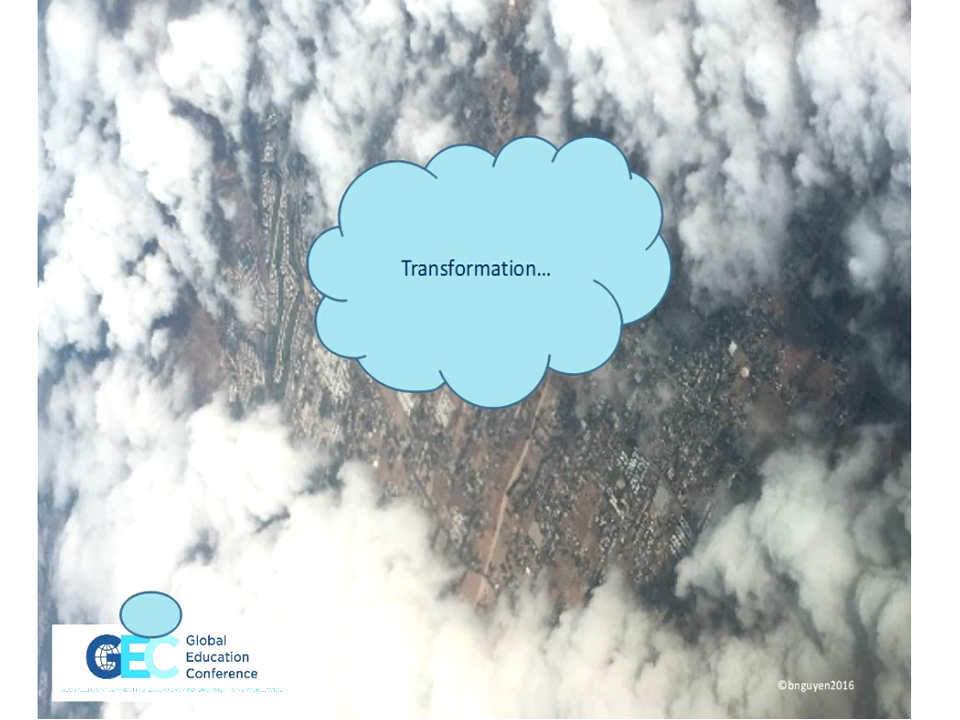 Transformation...
GEC
Global
Education
Conference
©bnguyen2016